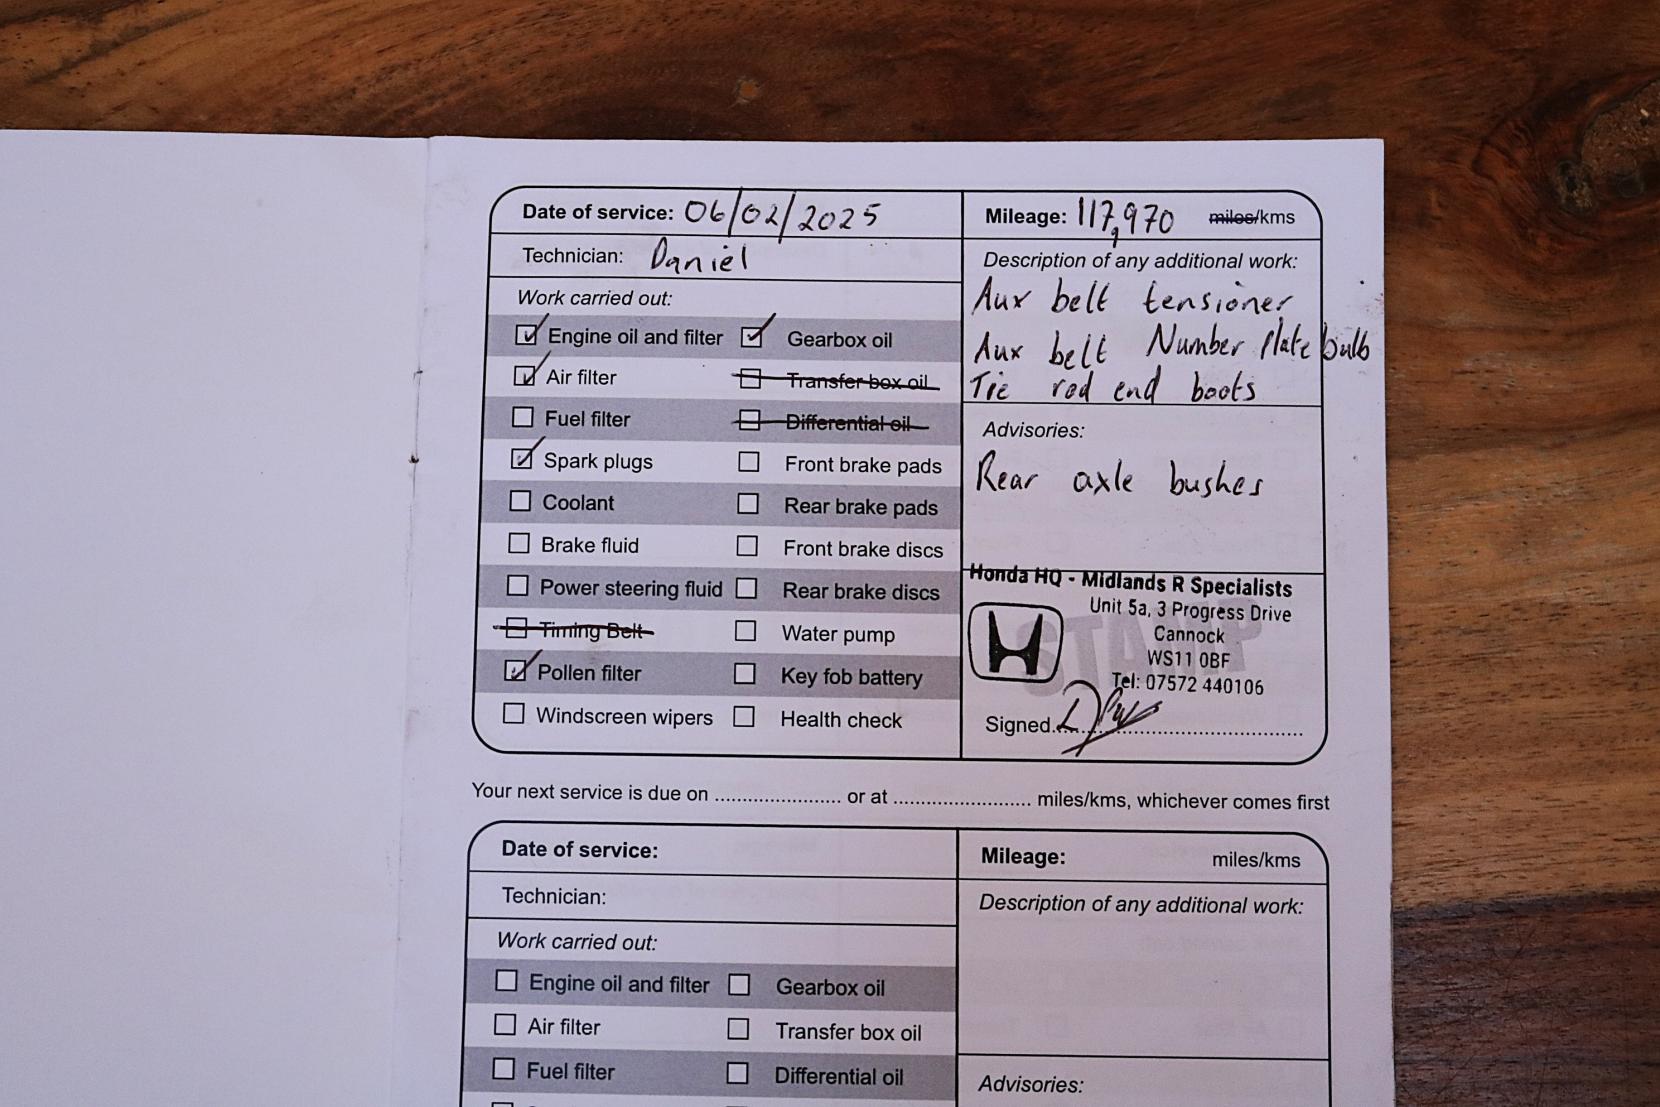 Date of service: 06/02/2025
Technician: Daniel
Work carried out:
Engine oil and filter Gearbox oil
Air filter Transfer box oil
Fuel filter Differential oil
Spark plugs Front brake pads
Coolant Rear brake pads
Brake fluid Front brake discs
Power steering fluid Rear brake discs
Timing Belt Water pump
Pollen filter Key fob battery
Windscreen wipers Health check
Mileage: 117,970 miles/kms
Description of any additional work:
Aux belt tensioner
Aux belt Number Plate bulb
Tie rod end boots
Advisories:
Rear axle bushes
Honda HQ - Midlands R Specialists
Unit 5a, 3 Progress Drive
Cannock
WS11 0BF
Tel: 07572 440106
STAMP
Signed
Your next service is due on ...................... or at ........................ miles/kms, whichever comes first
Date of service:
Technician:
Work carried out:
Engine oil and filter Gearbox oil
Air filter Transfer box oil
Fuel filter Differential oil
Mileage: miles/kms
Description of any additional work:
Advisories: